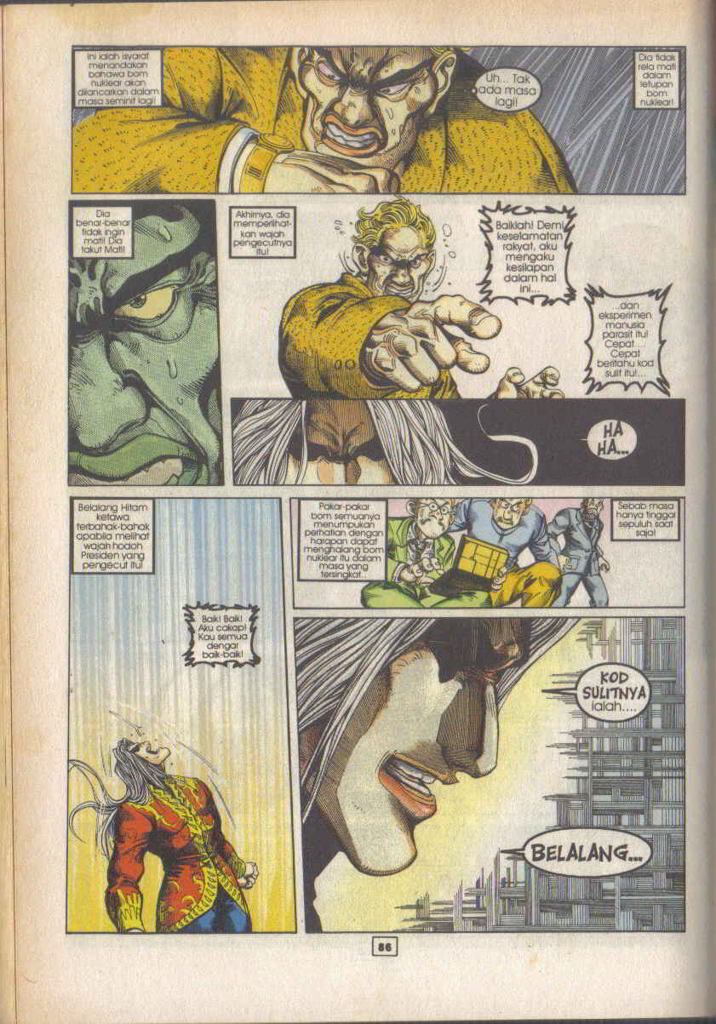 Ini ialah isyarat
menandakan
bahawa bom
nuklear akan
dilancarkan dalam
masa seminit lagi!
Uh... Tak
ada masa
lagi!
Dia tidak
rela mati
dalam
letupan
bom
nuklear!
Dia
benar-benar
tidak ingin
mati! Dia
takut Mati!
Akhirnya, dia
memperlihat-
kan wajah
pengecutnya
itu!
Baiklah! Demi
keselamatan
rakyat, aku
mengaku
kesilapan
dalam hal
ini...
...dan
eksperimen
manusia
parasit itu!
Cepat...
Cepat
beritahu kod
sulit itu!...
HA
HA...
Belalang Hitam
ketawa
terbahak-bahak
apabila melihat
wajah hodoh
Presiden yang
pengecut itu!
Baik! Baik!
Aku cakap!
Kau semua
dengar
baik-baik!
Pakar-pakar
bom semuanya
menumpukan
perhatian dengan
harapan dapat
menghalang bom
nuklear itu dalam
masa yang
tersingkat..
Sebab masa
hanya tinggal
sepuluh saat
saja!
KOD
SULITNYA
ialah....
BELALANG...
86